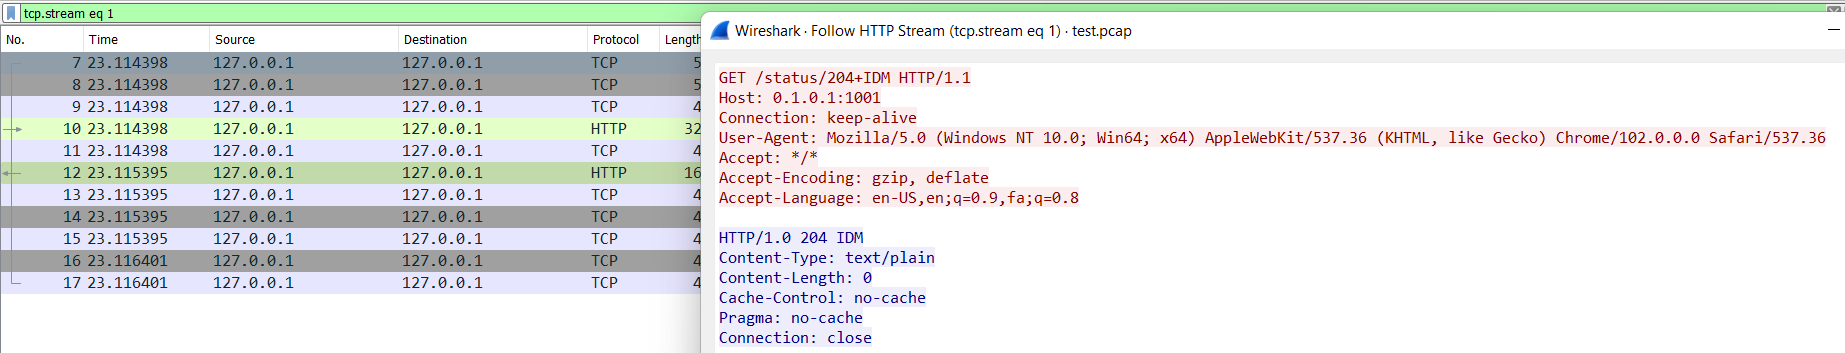 tcp.stream eq 1
No. Time Source Destination Protocol Length
7 23.114398 127.0.0.1 127.0.0.1 TCP 5
8 23.114398 127.0.0.1 127.0.0.1 TCP 5
9 23.114398 127.0.0.1 127.0.0.1 TCP 4
10 23.114398 127.0.0.1 127.0.0.1 HTTP 32
11 23.114398 127.0.0.1 127.0.0.1 TCP 4
12 23.115395 127.0.0.1 127.0.0.1 HTTP 16
13 23.115395 127.0.0.1 127.0.0.1 TCP 4
14 23.115395 127.0.0.1 127.0.0.1 TCP 4
15 23.115395 127.0.0.1 127.0.0.1 TCP 4
16 23.116401 127.0.0.1 127.0.0.1 TCP 4
17 23.116401 127.0.0.1 127.0.0.1 TCP 4
Wireshark · Follow HTTP Stream (tcp.stream eq 1) · test.pcap
GET /status/204+IDM HTTP/1.1
Host: 0.1.0.1:1001
Connection: keep-alive
User-Agent: Mozilla/5.0 (Windows NT 10.0; Win64; x64) AppleWebKit/537.36 (KHTML, like Gecko) Chrome/102.0.0.0 Safari/537.36
Accept: */*
Accept-Encoding: gzip, deflate
Accept-Language: en-US,en;q=0.9,fa;q=0.8
HTTP/1.0 204 IDM
Content-Type: text/plain
Content-Length: 0
Cache-Control: no-cache
Pragma: no-cache
Connection: close